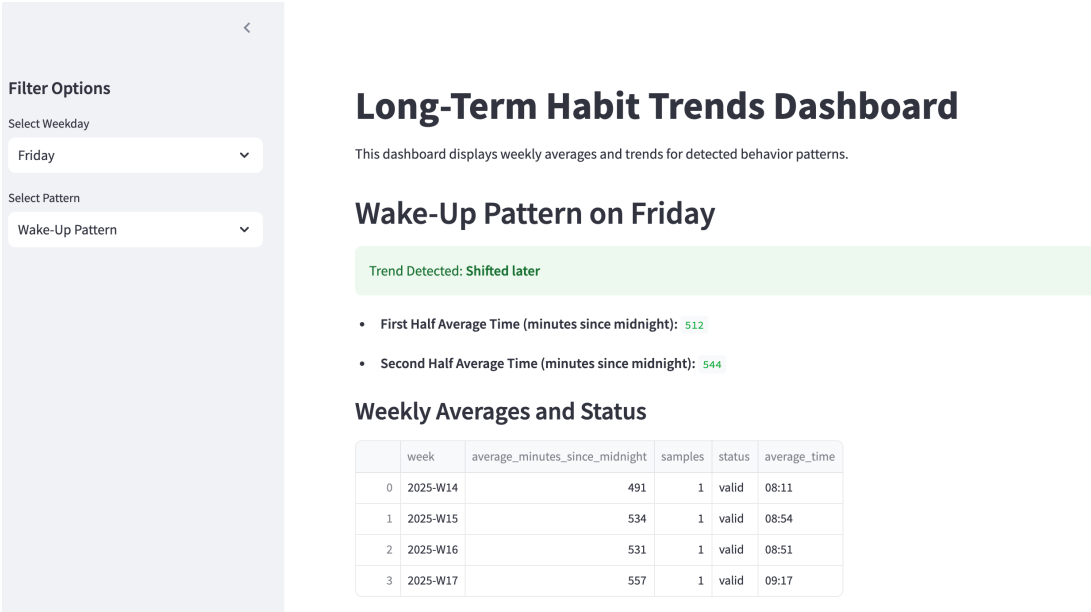 Filter Options
Select Weekday
Friday
Select Pattern
Wake-Up Pattern
Long-Term Habit Trends Dashboard
This dashboard displays weekly averages and trends for detected behavior patterns.
Wake-Up Pattern on Friday
Trend Detected: Shifted later
• First Half Average Time (minutes since midnight): 512
• Second Half Average Time (minutes since midnight): 544
Weekly Averages and Status
week average_minutes_since_midnight samples status average_time
0 2025-W14 491 1 valid 08:11
1 2025-W15 534 1 valid 08:54
2 2025-W16 531 1 valid 08:51
3 2025-W17 557 1 valid 09:17